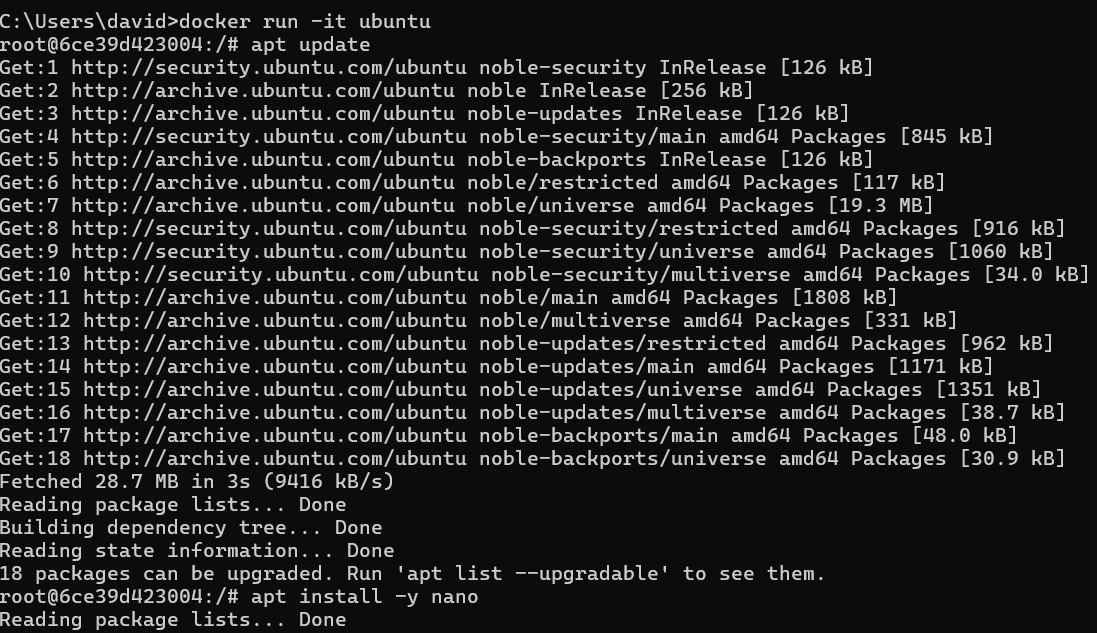 C:\Users\david>docker run -it ubuntu
root@6ce39d423004:/# apt update
Get:1 http://security.ubuntu.com/ubuntu noble-security InRelease [126 kB]
Get:2 http://archive.ubuntu.com/ubuntu noble InRelease [256 kB]
Get:3 http://archive.ubuntu.com/ubuntu noble-updates InRelease [126 kB]
Get:4 http://security.ubuntu.com/ubuntu noble-security/main amd64 Packages [845 kB]
Get:5 http://archive.ubuntu.com/ubuntu noble-backports InRelease [126 kB]
Get:6 http://archive.ubuntu.com/ubuntu noble/restricted amd64 Packages [117 kB]
Get:7 http://archive.ubuntu.com/ubuntu noble/universe amd64 Packages [19.3 MB]
Get:8 http://security.ubuntu.com/ubuntu noble-security/restricted amd64 Packages [916 kB]
Get:9 http://security.ubuntu.com/ubuntu noble-security/universe amd64 Packages [1060 kB]
Get:10 http://security.ubuntu.com/ubuntu noble-security/multiverse amd64 Packages [34.0 kB]
Get:11 http://archive.ubuntu.com/ubuntu noble/main amd64 Packages [1808 kB]
Get:12 http://archive.ubuntu.com/ubuntu noble/multiverse amd64 Packages [331 kB]
Get:13 http://archive.ubuntu.com/ubuntu noble-updates/restricted amd64 Packages [962 kB]
Get:14 http://archive.ubuntu.com/ubuntu noble-updates/main amd64 Packages [1171 kB]
Get:15 http://archive.ubuntu.com/ubuntu noble-updates/universe amd64 Packages [1351 kB]
Get:16 http://archive.ubuntu.com/ubuntu noble-updates/multiverse amd64 Packages [38.7 kB]
Get:17 http://archive.ubuntu.com/ubuntu noble-backports/main amd64 Packages [48.0 kB]
Get:18 http://archive.ubuntu.com/ubuntu noble-backports/universe amd64 Packages [30.9 kB]
Fetched 28.7 MB in 3s (9416 kB/s)
Reading package lists... Done
Building dependency tree... Done
Reading state information... Done
18 packages can be upgraded. Run 'apt list --upgradable' to see them.
root@6ce39d423004:/# apt install -y nano
Reading package lists... Done